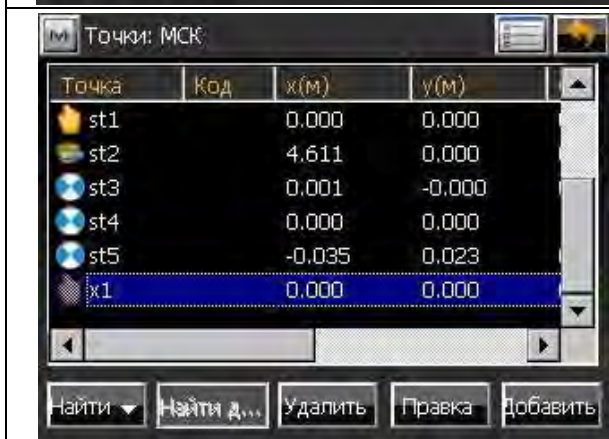 Точки: МСК
Точка Код x(м) y(м)
st1 0.000 0.000
st2 4.611 0.000
st3 0.001 -0.000
st4 0.000 0.000
st5 -0.035 0.023
x1 0.000 0.000
Найти Найти д... Удалить Правка Добавить